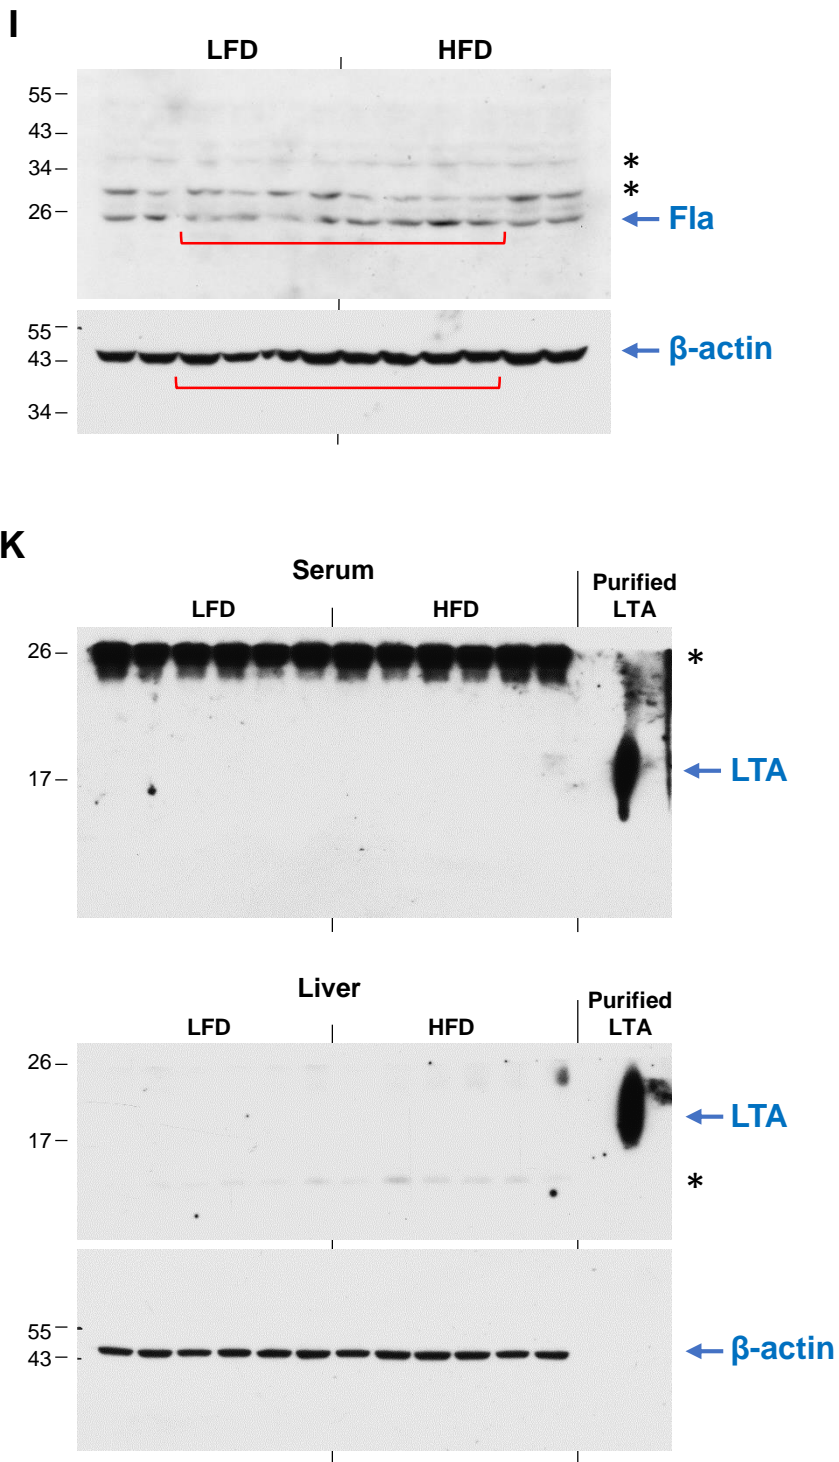 I
LFD HFD
55
43
34
*
*
26
Fla
55
43
β-actin
34
K
Serum
Purified
LFD HFD LTA
26
*
17
LTA
Liver
Purified
LFD HFD LTA
26
LTA
17
*
55
43
β-actin